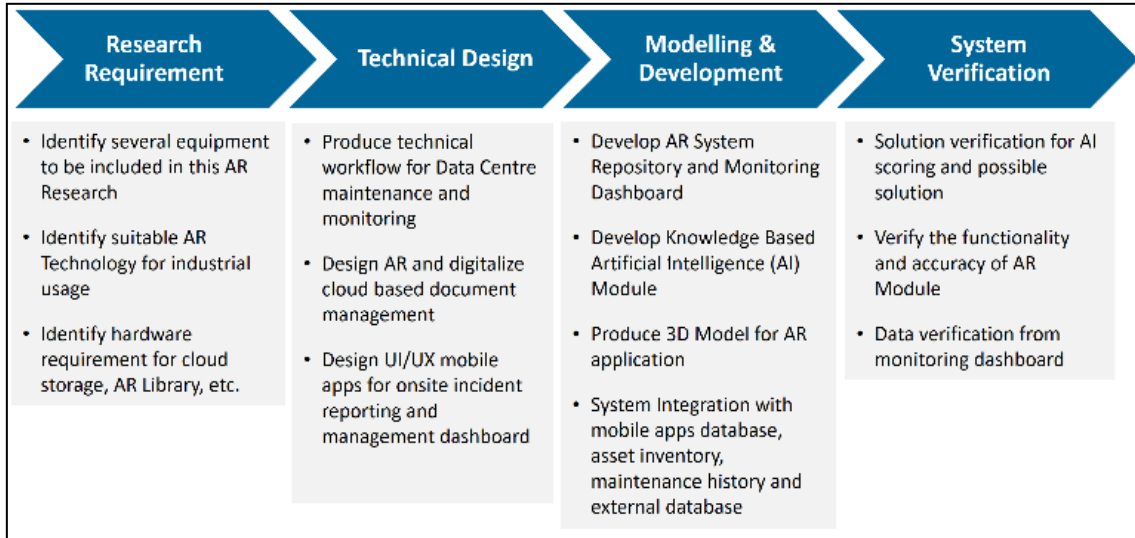 Research
Requirement
Technical Design
Modelling &
Development
System
Verification
• Identify several equipment
to be included in this AR
Research
• Identify suitable AR
Technology for industrial
usage
• Identify hardware
requirement for cloud
storage, AR Library, etc.
• Produce technical
workflow for Data Centre
maintenance and
monitoring
• Design AR and digitalize
cloud based document
management
• Design UI/UX mobile
apps for onsite incident
reporting and
management dashboard
• Develop AR System
Repository and Monitoring
Dashboard
• Develop Knowledge Based
Artificial Intelligence (AI)
Module
• Produce 3D Model for AR
application
• System Integration with
mobile apps database,
asset inventory,
maintenance history and
external database
• Solution verification for AI
scoring and possible
solution
• Verify the functionality
and accuracy of AR
Module
• Data verification from
monitoring dashboard